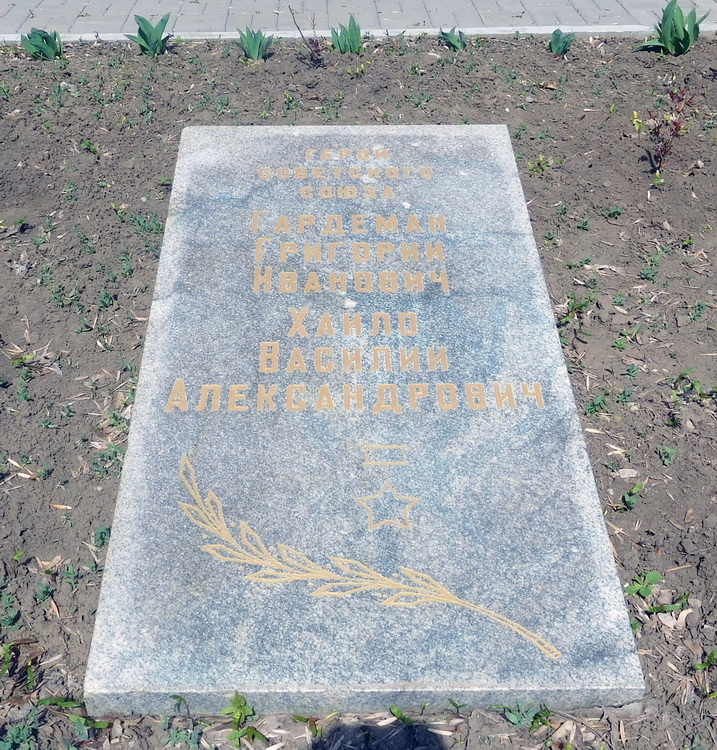 ГЕРОИ
СОВЕТСКОГО
СОЮЗА
ГАРДЕМАН
ГРИГОРИЙ
ИВАНОВИЧ
ХАЙЛО
ВАСИЛИЙ
АЛЕКСАНДРОВИЧ